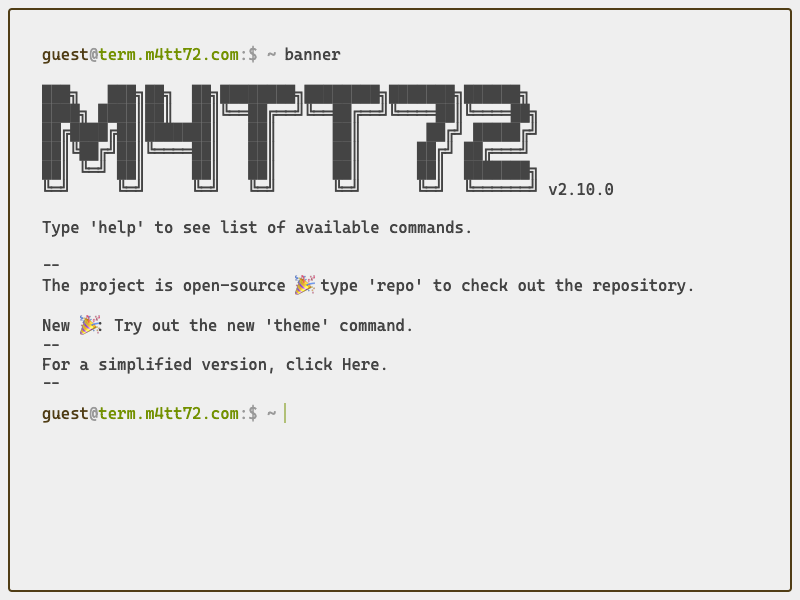 guest@term.m4tt72.com:$ ~ banner
M4TT72 v2.10.0
Type 'help' to see list of available commands.
--
The project is open-source 🎉 type 'repo' to check out the repository.
New 🎉: Try out the new 'theme' command.
--
For a simplified version, click Here.
--
guest@term.m4tt72.com:$ ~